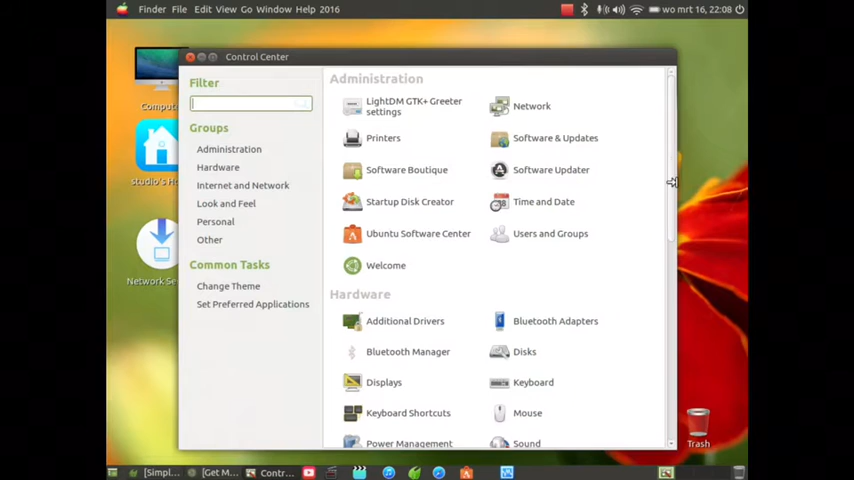 Finder File Edit View Go Window Help 2016
wo mrt 16, 22:08
Control Center
Filter
Groups
Administration
Hardware
Internet and Network
Look and Feel
Personal
Other
Common Tasks
Change Theme
Set Preferred Applications
Administration
LightDM GTK+ Greeter
settings
Network
Printers
Software & Updates
Software Boutique
Software Updater
Startup Disk Creator
Time and Date
Ubuntu Software Center
Users and Groups
Welcome
Hardware
Additional Drivers
Bluetooth Adapters
Bluetooth Manager
Disks
Displays
Keyboard
Keyboard Shortcuts
Mouse
Power Management
Sound
Trash
[Simpl...
[Get M...
Contr...